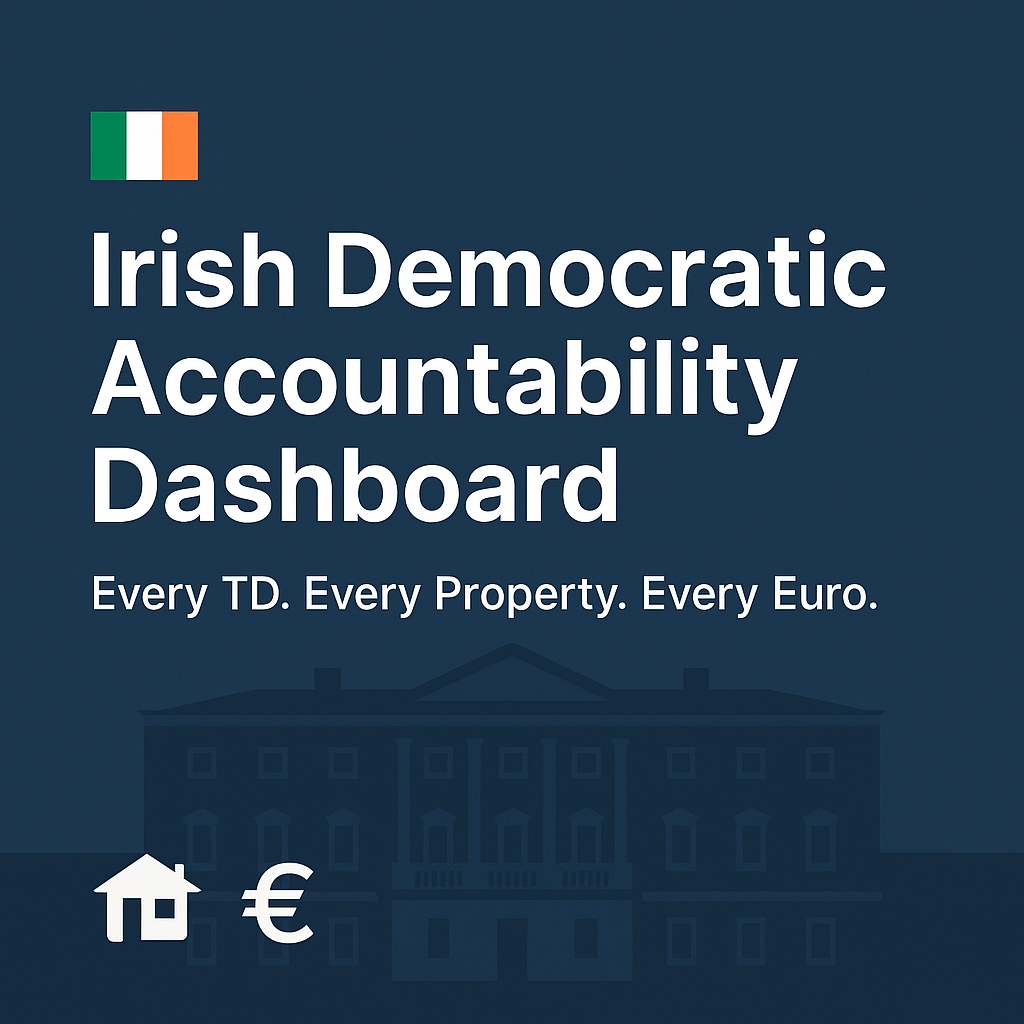 Irish Democratic
Accountability
Dashboard
Every TD. Every Property. Every Euro.
€